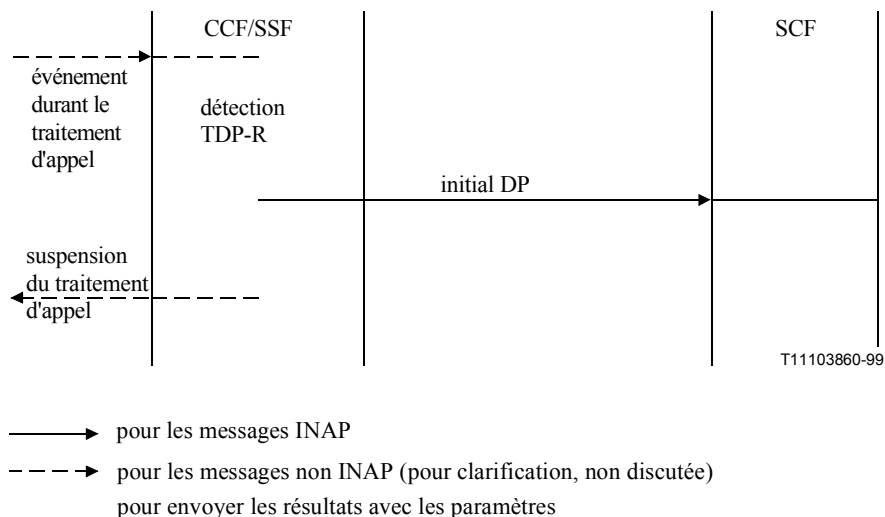 CCF/SSF
SCF
événement
durant le
traitement
d'appel
détection
TDP-R
initial DP
suspension
du traitement
d'appel
T11103860-99
pour les messages INAP
pour les messages non INAP (pour clarification, non discutée)
pour envoyer les résultats avec les paramètres